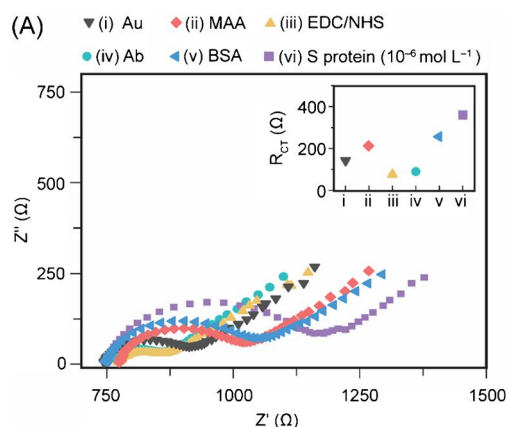 (A) (i) Au (ii) MAA (iii) EDC/NHS
(iv) Ab (v) BSA (vi) S protein (10⁻⁶ mol L⁻¹)
750
500
250
0
Z'' (Ω)
400
200
0
R_CT (Ω)
i ii iii iv v vi
750 1000 1250 1500
Z' (Ω)